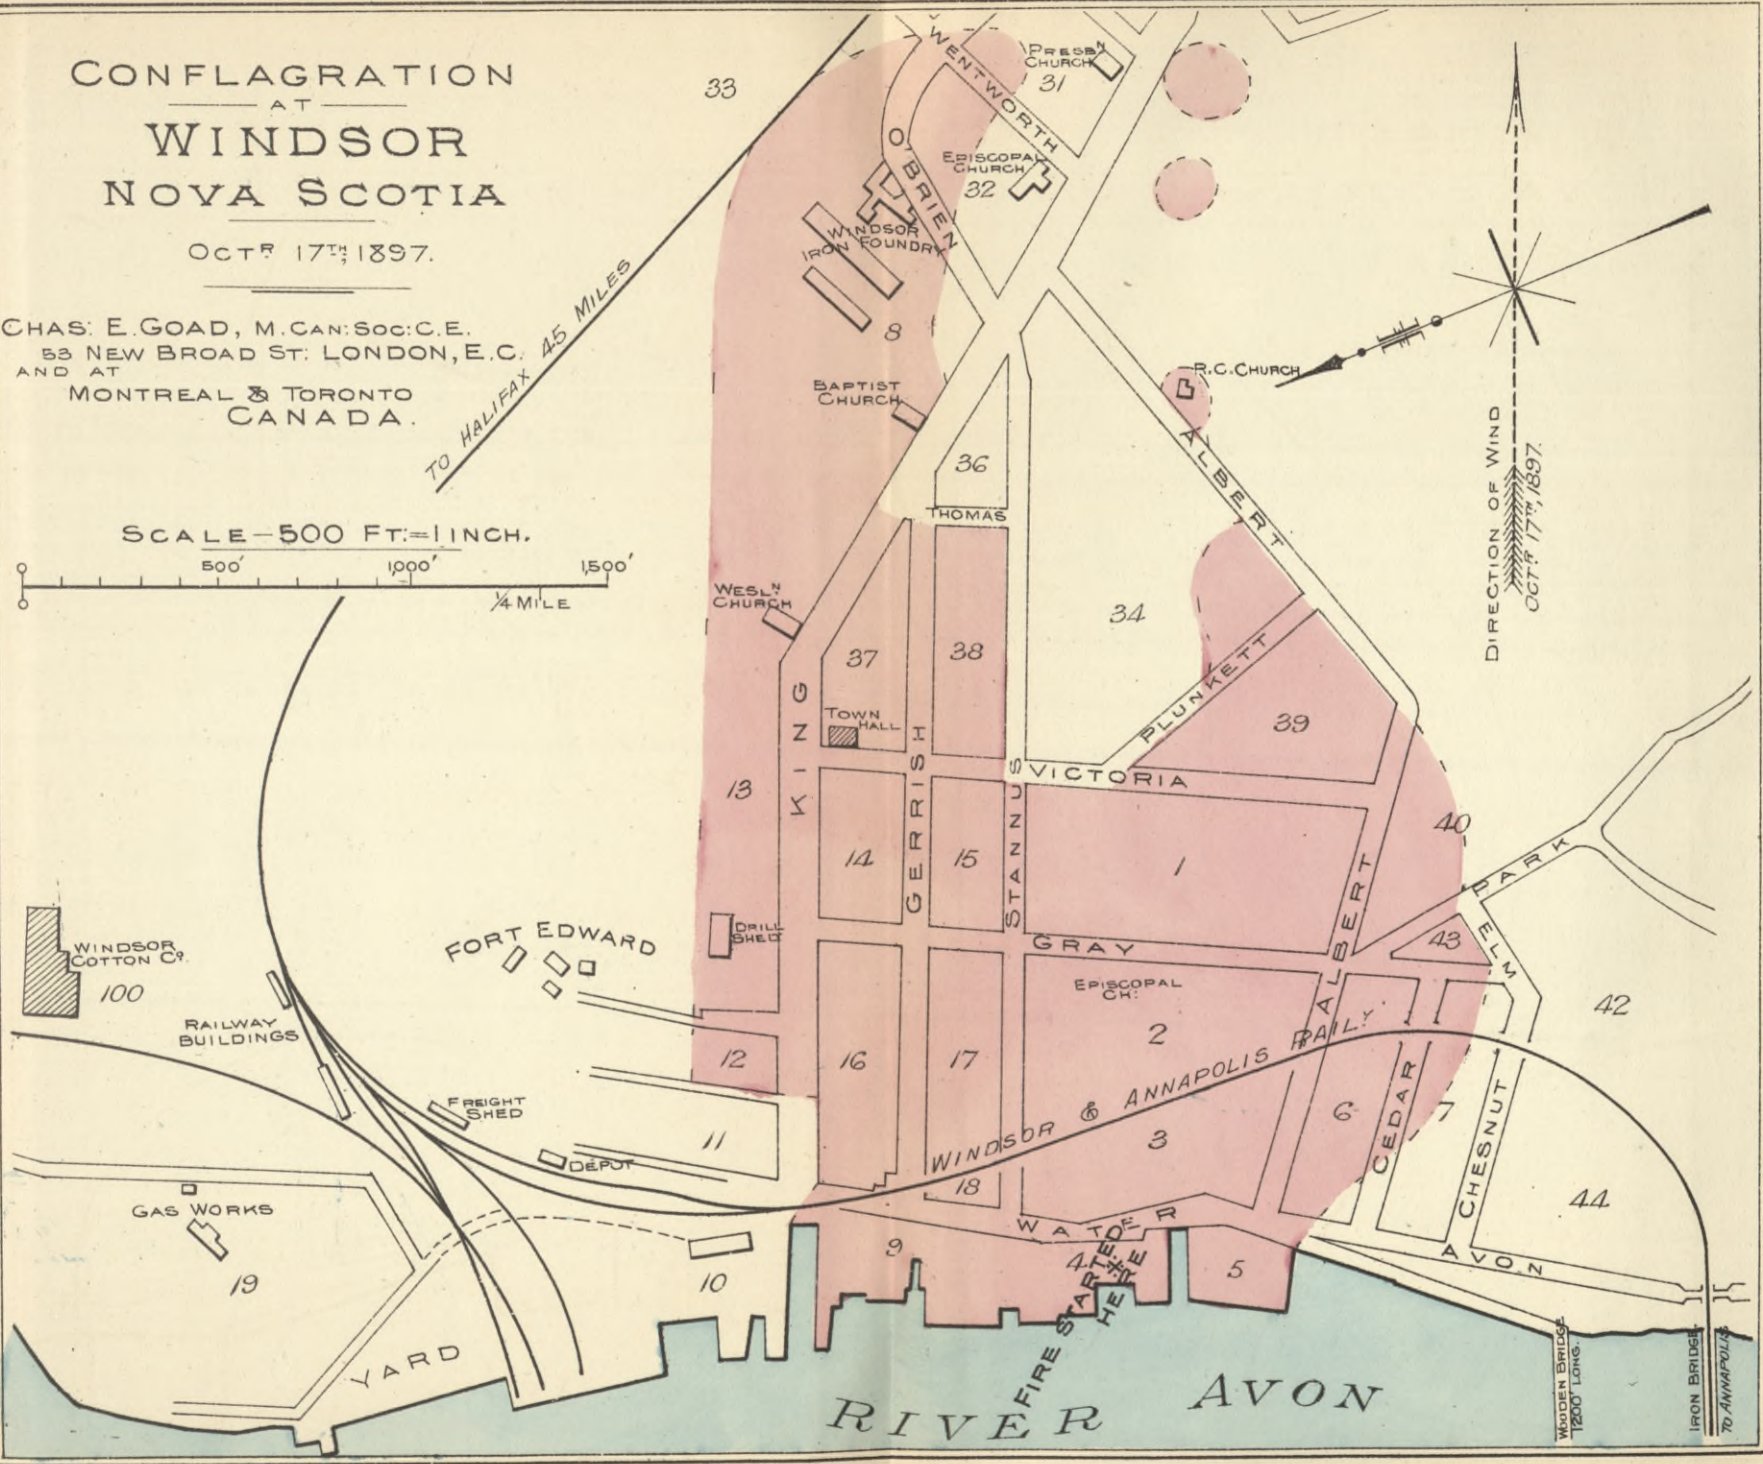 CONFLAGRATION
AT
WINDSOR
NOVA SCOTIA
OCTR 17TH, 1897.
CHAS: E. GOAD, M. CAN: SOC: C.E.
53 NEW BROAD ST: LONDON, E.C.
AND AT
MONTREAL & TORONTO
CANADA.
TO HALIFAX 45 MILES
SCALE—500 FT:=1 INCH.
0 500' 1,000' 1,500'
0 1/4 MILE
33
WENTWORTH
PRESBN
CHURCH
31
O'BRIEN
EPISCOPAL
CHURCH
32
WINDSOR
IRON FOUNDRY
8
BAPTIST
CHURCH
R.C. CHURCH
ALBERT
DIRECTION OF WIND
OCTR 17TH, 1897.
36
THOMAS
WESLN
CHURCH
34
37
38
TOWN
HALL
KING
GERRISH
STANNUS
PLUNKETT
39
VICTORIA
13
14
15
1
40
ALBERT
PARK
ELM
43
42
DRILL
SHED
GRAY
FORT EDWARD
WINDSOR
COTTON CO.
100
RAILWAY
BUILDINGS
EPISCOPAL
CH:
2
12
16
17
WINDSOR & ANNAPOLIS RAILY
6
CEDAR
7
CHESNUT
44
FREIGHT
SHED
11
3
DEPOT
18
GAS WORKS
19
WATER
AVON
9
4
5
10
FIRE STARTED
HERE
YARD
RIVER AVON
WOODEN BRIDGE
1200' LONG.
IRON BRIDGE.
TO ANNAPOLIS